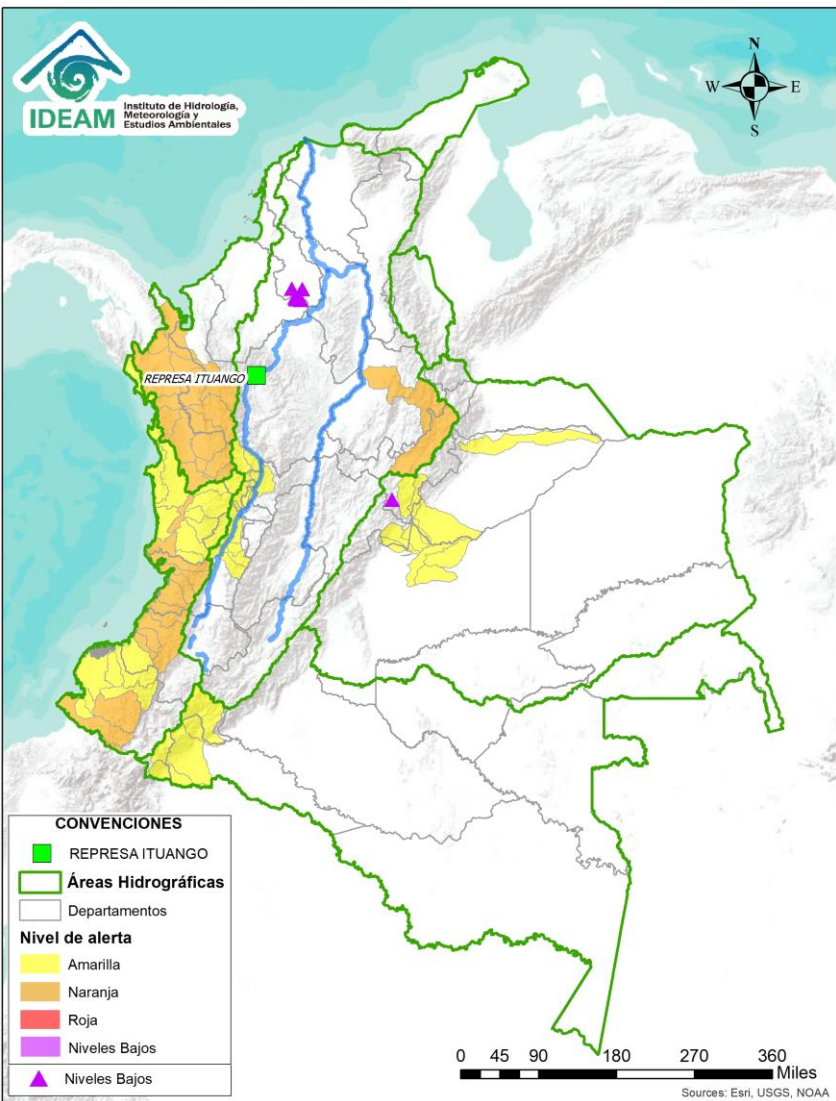 IDEAM
Instituto de Hidrología,
Meteorología y
Estudios Ambientales
N
W
E
S
REPRESA ITUANGO
CONVENCIONES
REPRESA ITUANGO
Áreas Hidrográficas
Departamentos
Nivel de alerta
Amarilla
Naranja
Roja
Niveles Bajos
Niveles Bajos
0 45 90 180 270 360
Miles
Sources: Esri, USGS, NOAA